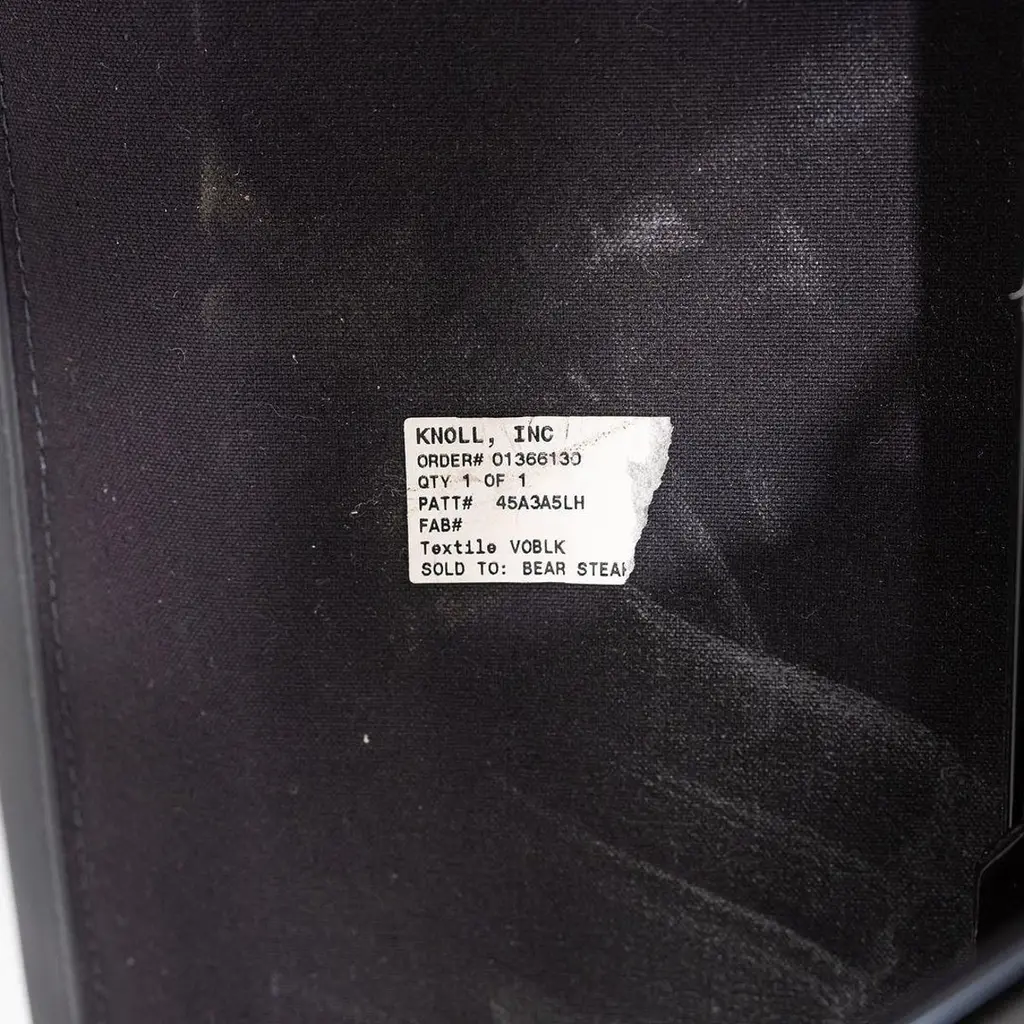 KNOLL, INC
ORDER# 01366130
QTY 1 OF 1
PATT# 45A3A5LH
FAB#
Textile VOBLK
SOLD TO: BEAR